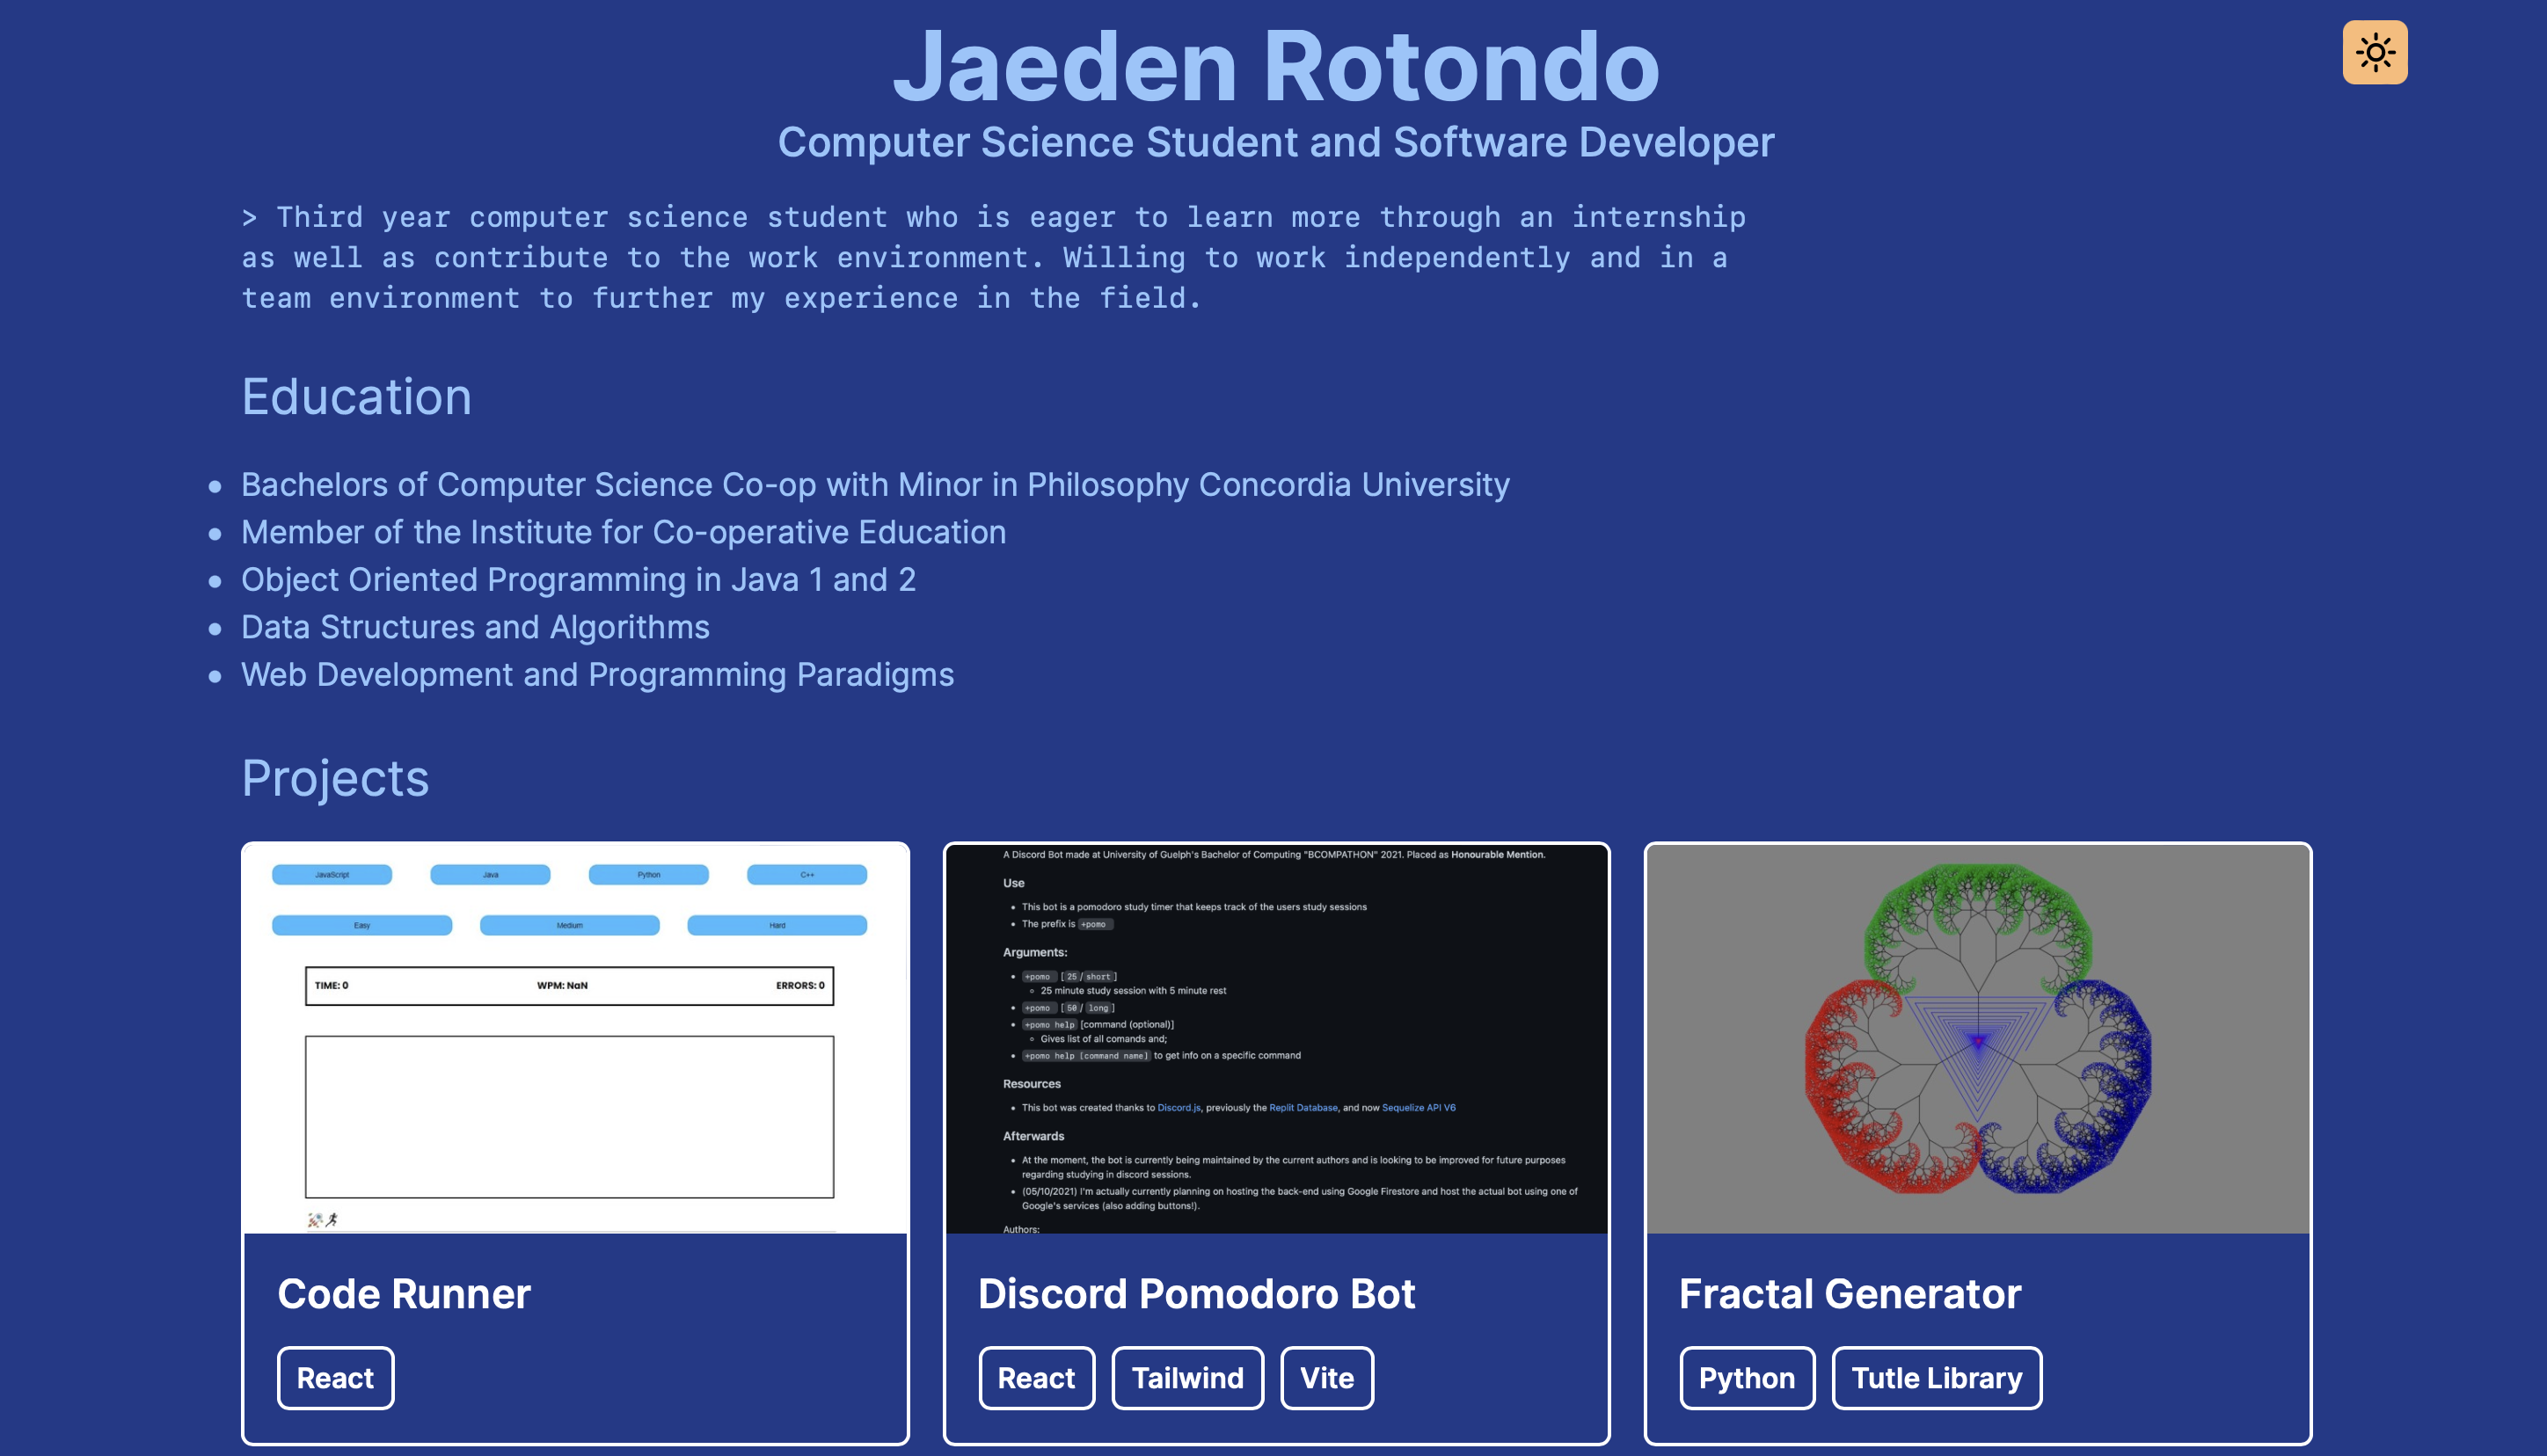 Jaeden Rotondo
Computer Science Student and Software Developer
> Third year computer science student who is eager to learn more through an internship
as well as contribute to the work environment. Willing to work independently and in a
team environment to further my experience in the field.
Education
• Bachelors of Computer Science Co-op with Minor in Philosophy Concordia University
• Member of the Institute for Co-operative Education
• Object Oriented Programming in Java 1 and 2
• Data Structures and Algorithms
• Web Development and Programming Paradigms
Projects
JavaScript Java Python C++
Easy Medium Hard
TIME: 0 WPM: NaN ERRORS: 0
Code Runner
React
A Discord Bot made at University of Guelph's Bachelor of Computing "BCOMPATHON" 2021. Placed as Honourable Mention.
Use
• This bot is a pomodoro study timer that keeps track of the users study sessions
• The prefix is +pomo
Arguments:
• +pomo [ 25 / short ]
◦ 25 minute study session with 5 minute rest
• +pomo [ 50 / long ]
• +pomo help [command (optional)]
◦ Gives list of all comands and;
• +pomo help [command name] to get info on a specific command
Resources
• This bot was created thanks to Discord.js, previously the Replit Database, and now Sequelize API V6
Afterwards
• At the moment, the bot is currently being maintained by the current authors and is looking to be improved for future purposes
regarding studying in discord sessions.
• (05/10/2021) I'm actually currently planning on hosting the back-end using Google Firestore and host the actual bot using one of
Google's services (also adding buttons!).
Authors:
Discord Pomodoro Bot
React Tailwind Vite
Fractal Generator
Python Tutle Library